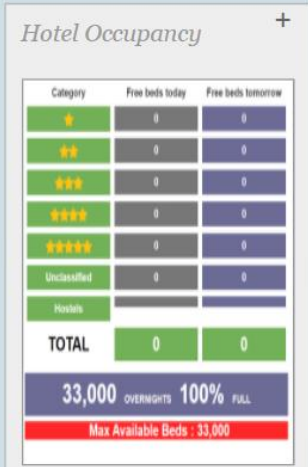 Hotel Occupancy +
Category Free beds today Free beds tomorrow
★ 0 0
★★ 0 0
★★★ 0 0
★★★★ 0 0
★★★★★ 0 0
Unclassified 0 0
Hostels
TOTAL 0 0
33,000 OVERNIGHTS 100% FULL
Max Available Beds : 33,000